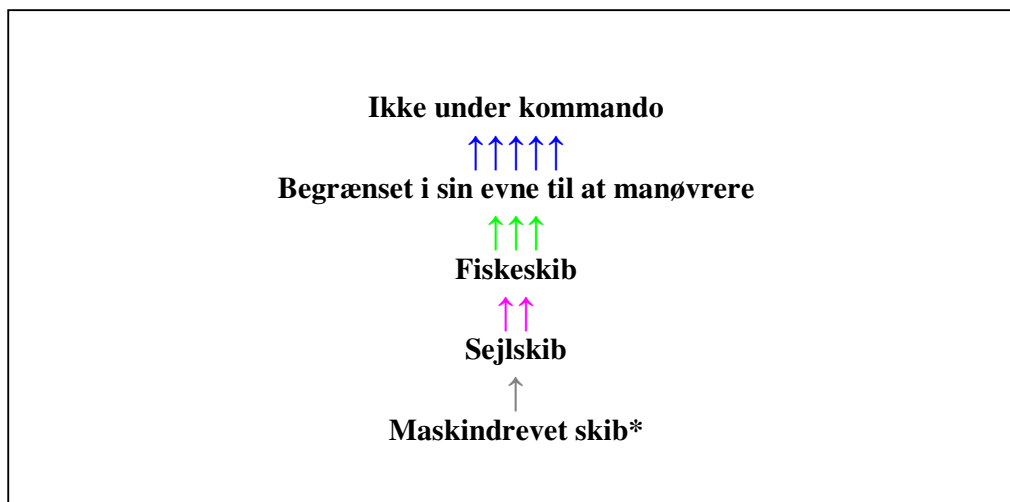 Ikke under kommando
↑↑↑↑↑
Begrænset i sin evne til at manøvrere
↑↑↑
Fiskeskib
↑↑
Sejlskib
↑
Maskindrevet skib*